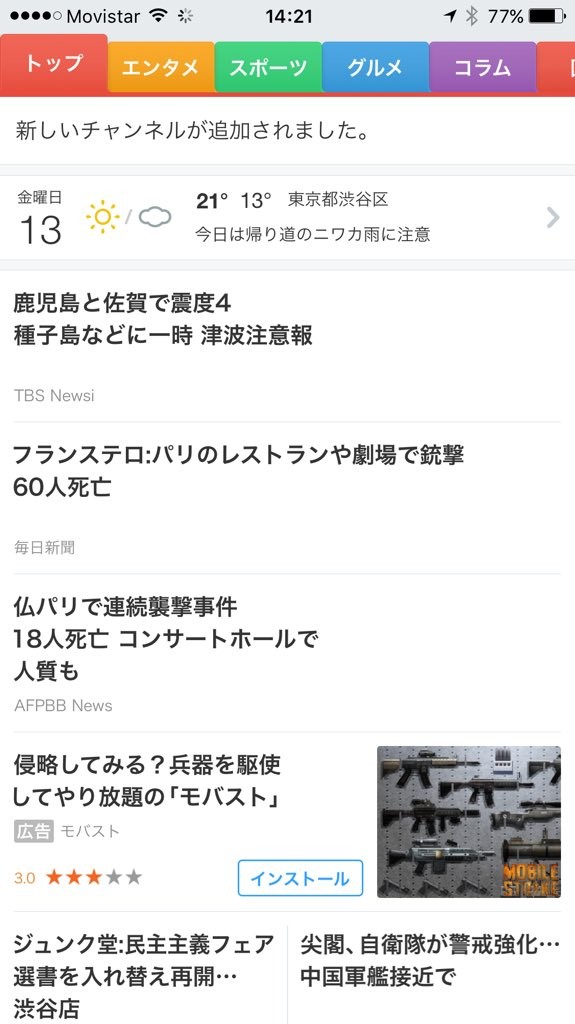 Movistar 14:21 77%
トップ エンタメ スポーツ グルメ コラム
新しいチャンネルが追加されました。
金曜日
13
21° 13° 東京都渋谷区
今日は帰り道のニワカ雨に注意
鹿児島と佐賀で震度4
種子島などに一時 津波注意報
TBS Newsi
フランステロ:パリのレストランや劇場で銃撃
60人死亡
毎日新聞
仏パリで連続襲撃事件
18人死亡 コンサートホールで
人質も
AFPBB News
侵略してみる？兵器を駆使
してやり放題の「モバスト」
広告 モバスト
3.0
インストール
MOBILE
STRIKE
ジュンク堂:民主主義フェア
選書を入れ替え再開…
渋谷店
尖閣、自衛隊が警戒強化…
中国軍艦接近で